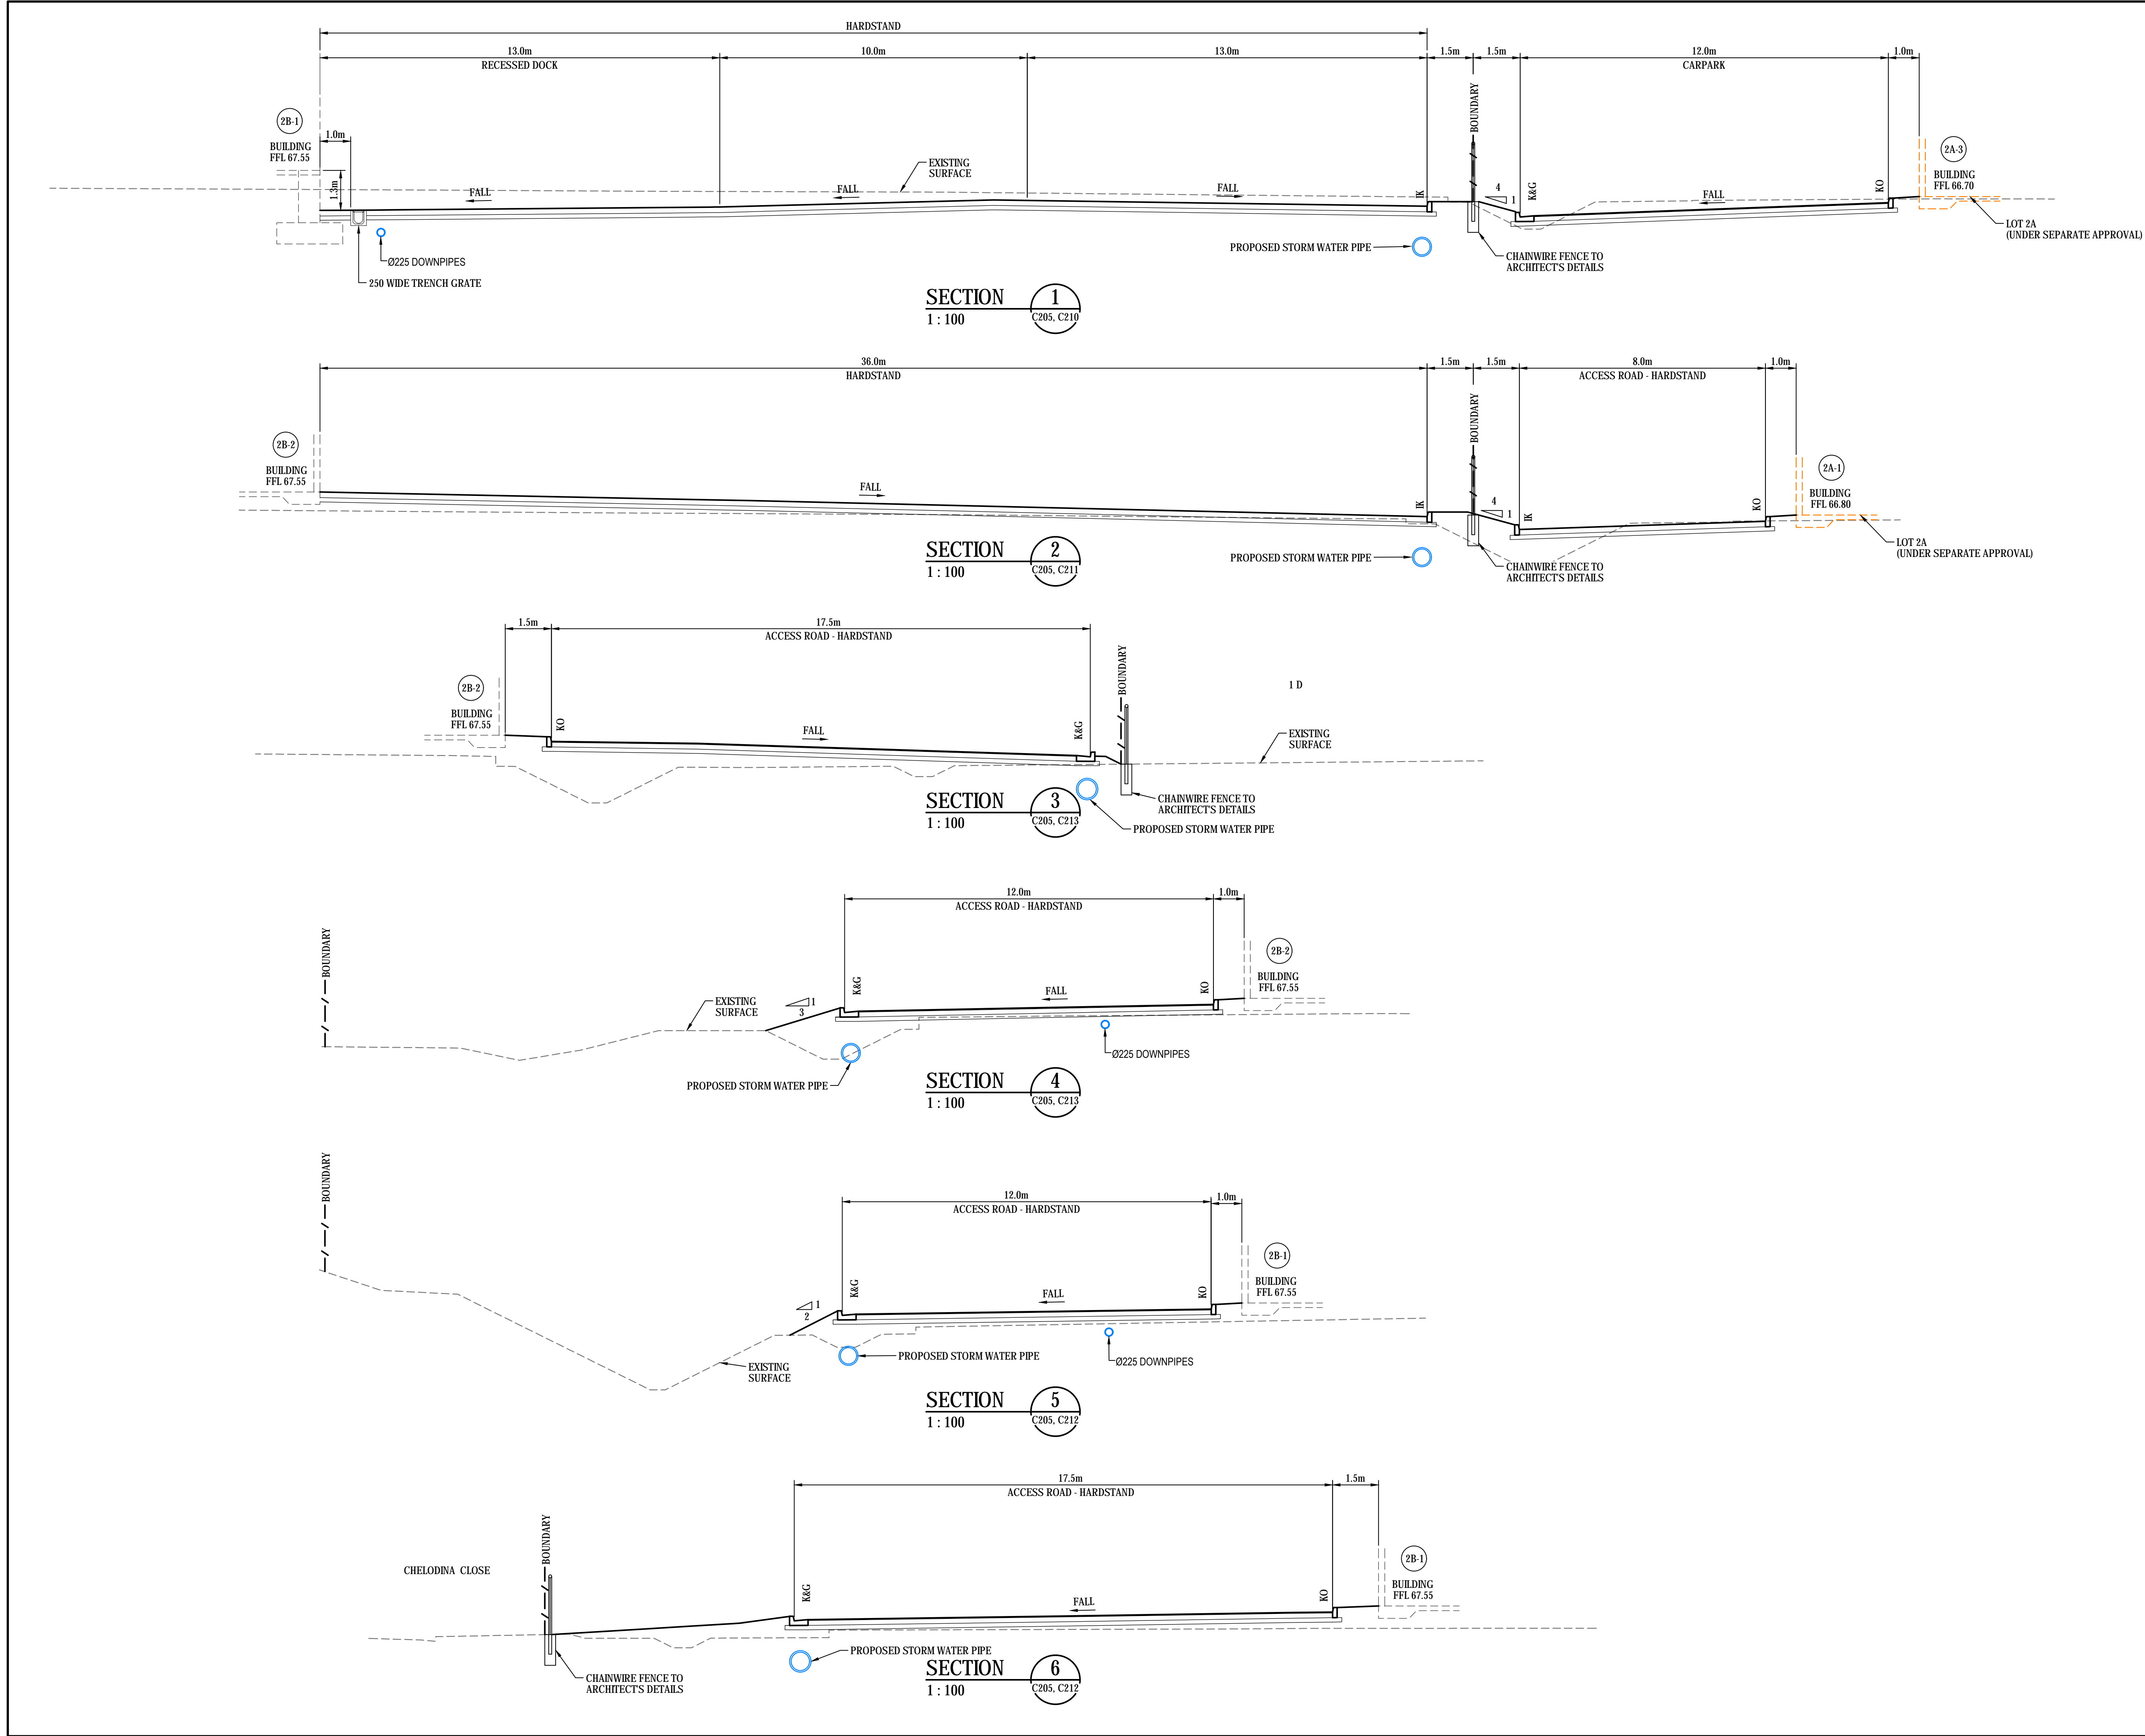 HARDSTAND
13.0m 10.0m 13.0m 1.5m 1.5m 12.0m 1.0m
RECESSED DOCK CARPARK
BOUNDARY
2B-1
1.0m
BUILDING
FFL 67.55
1.3m
2A-3
BUILDING
FFL 66.70
EXISTING
SURFACE
FALL FALL FALL FALL
IK
4
1
K&G
KO
LOT 2A
(UNDER SEPARATE APPROVAL)
PROPOSED STORM WATER PIPE
CHAINWIRE FENCE TO
ARCHITECT'S DETAILS
Ø225 DOWNPIPES
250 WIDE TRENCH GRATE
SECTION 1
1 : 100 C205, C210
36.0m 1.5m 1.5m 8.0m 1.0m
HARDSTAND ACCESS ROAD - HARDSTAND
BOUNDARY
2B-2
BUILDING
FFL 67.55
2A-1
BUILDING
FFL 66.80
FALL
IK
4
1
IK
KO
LOT 2A
(UNDER SEPARATE APPROVAL)
PROPOSED STORM WATER PIPE
CHAINWIRE FENCE TO
ARCHITECT'S DETAILS
SECTION 2
1 : 100 C205, C211
1.5m 17.5m
ACCESS ROAD - HARDSTAND
BOUNDARY
2B-2
1 D
BUILDING
FFL 67.55
KO
FALL
K&G
EXISTING
SURFACE
CHAINWIRE FENCE TO
ARCHITECT'S DETAILS
PROPOSED STORM WATER PIPE
SECTION 3
1 : 100 C205, C213
12.0m 1.0m
ACCESS ROAD - HARDSTAND
BOUNDARY
2B-2
BUILDING
FFL 67.55
K&G
FALL
KO
EXISTING
SURFACE
1
3
Ø225 DOWNPIPES
PROPOSED STORM WATER PIPE
SECTION 4
1 : 100 C205, C213
BOUNDARY
12.0m 1.0m
ACCESS ROAD - HARDSTAND
2B-1
BUILDING
FFL 67.55
K&G
FALL
KO
1
2
PROPOSED STORM WATER PIPE
Ø225 DOWNPIPES
EXISTING
SURFACE
SECTION 5
1 : 100 C205, C212
17.5m 1.5m
ACCESS ROAD - HARDSTAND
BOUNDARY
CHELODINA CLOSE
2B-1
BUILDING
FFL 67.55
K&G
FALL
KO
PROPOSED STORM WATER PIPE
CHAINWIRE FENCE TO
ARCHITECT'S DETAILS
SECTION 6
1 : 100 C205, C212